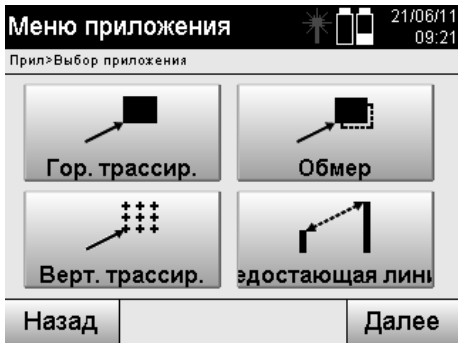 Меню приложения
21/06/11
09:21
Прил>Выбор приложения
Гор. трассир.
Обмер
Верт. трассир.
едостающая лини
Назад
Далее